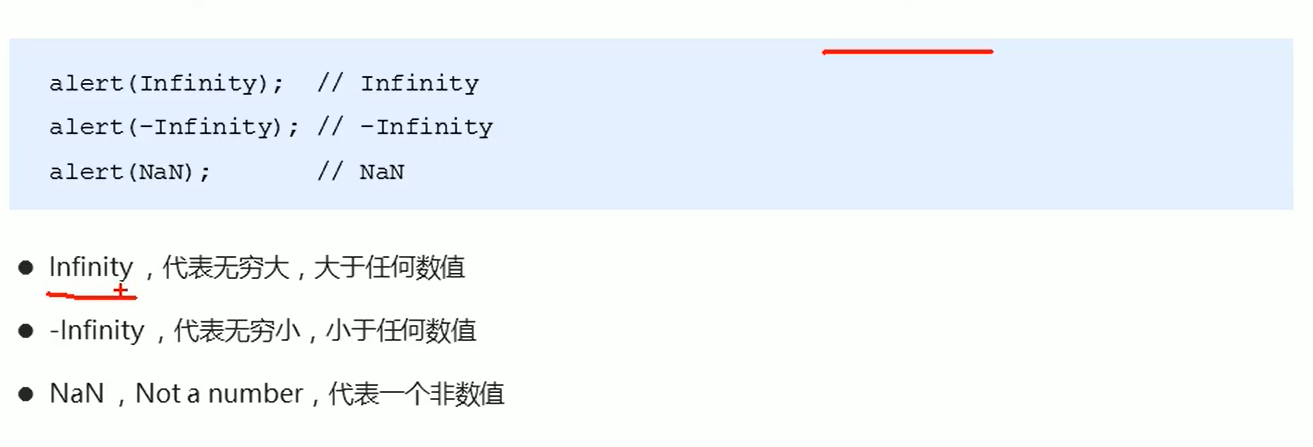 alert(Infinity);  // Infinity
alert(-Infinity); // -Infinity
alert(NaN);       // NaN
● Infinity ，代表无穷大，大于任何数值
● -Infinity ，代表无穷小，小于任何数值
● NaN ，Not a number，代表一个非数值